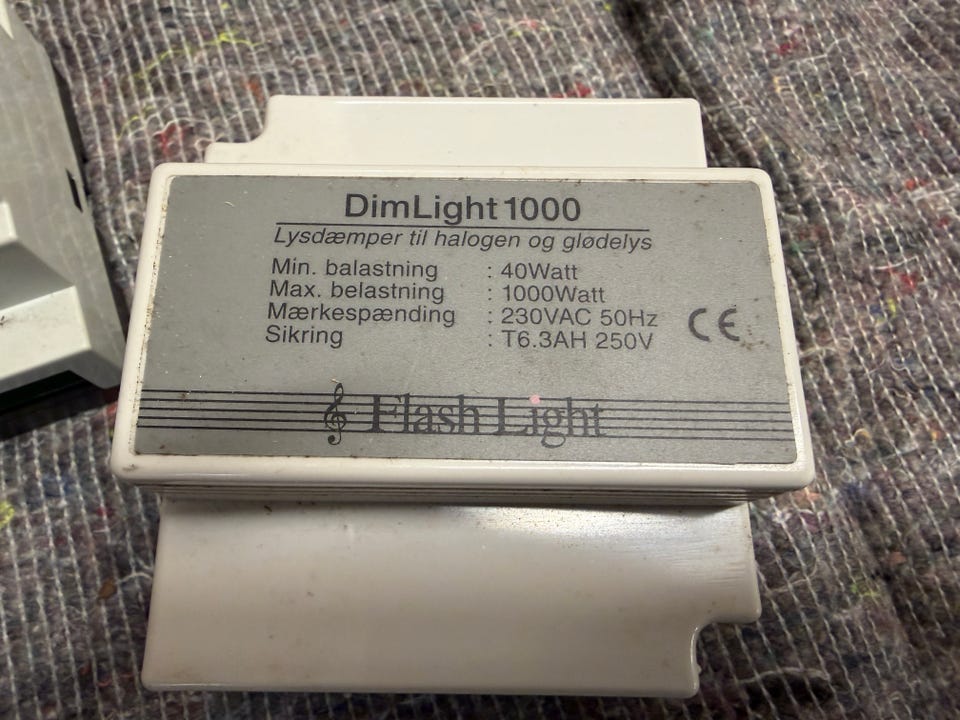 DimLight 1000
Lysdæmper til halogen og glødelys
Min. balastning : 40Watt
Max. belastning : 1000Watt
Mærkespænding : 230VAC 50Hz
Sikring : T6.3AH 250V
CE
Flash Light